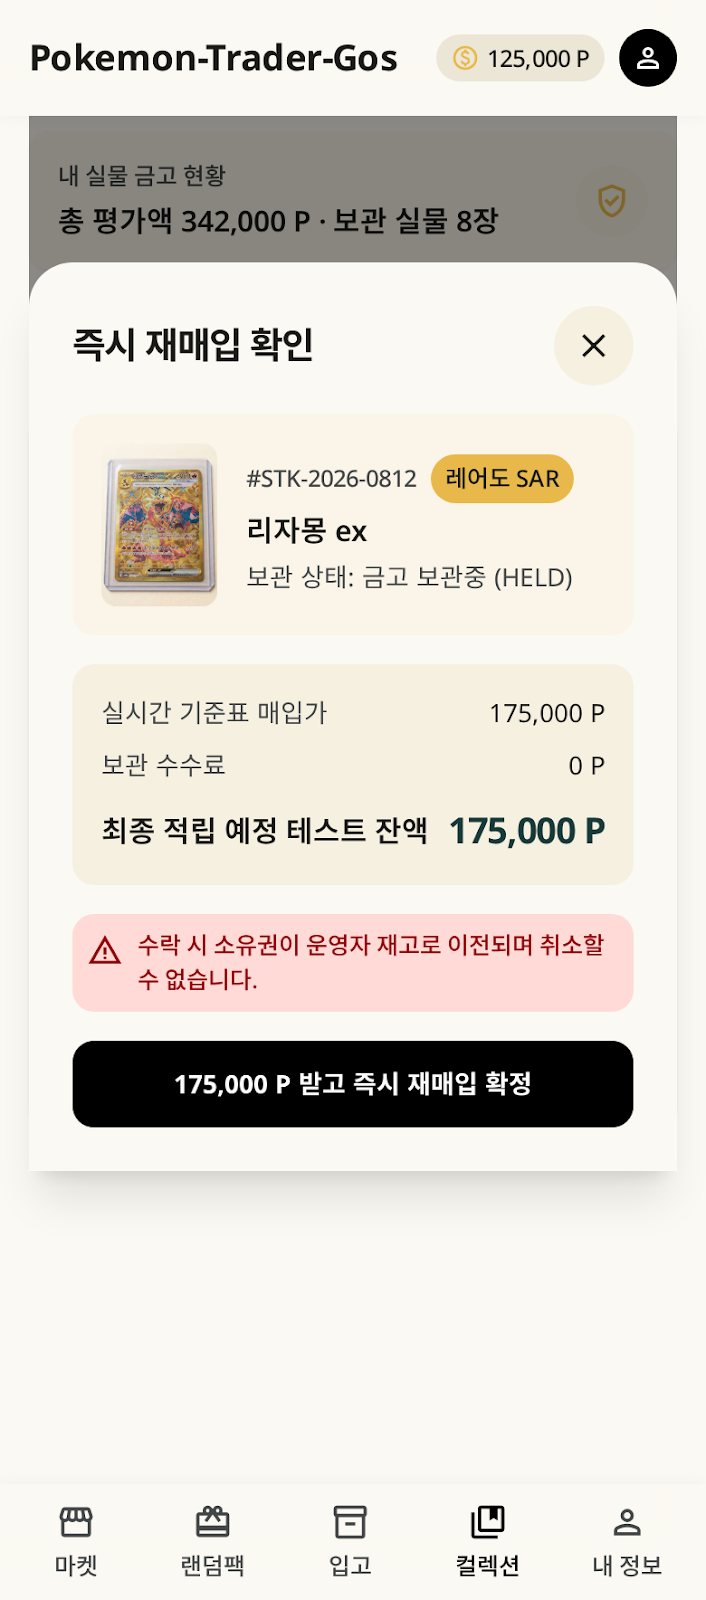 Pokemon-Trader-Gos
125,000 P
내 실물 금고 현황
총 평가액 342,000 P · 보관 실물 8장
즉시 재매입 확인
#STK-2026-0812
레어도 SAR
리자몽 ex
보관 상태: 금고 보관중 (HELD)
실시간 기준표 매입가
175,000 P
보관 수수료
0 P
최종 적립 예정 테스트 잔액
175,000 P
수락 시 소유권이 운영자 재고로 이전되며 취소할
수 없습니다.
175,000 P 받고 즉시 재매입 확정
마켓
랜덤팩
입고
컬렉션
내 정보